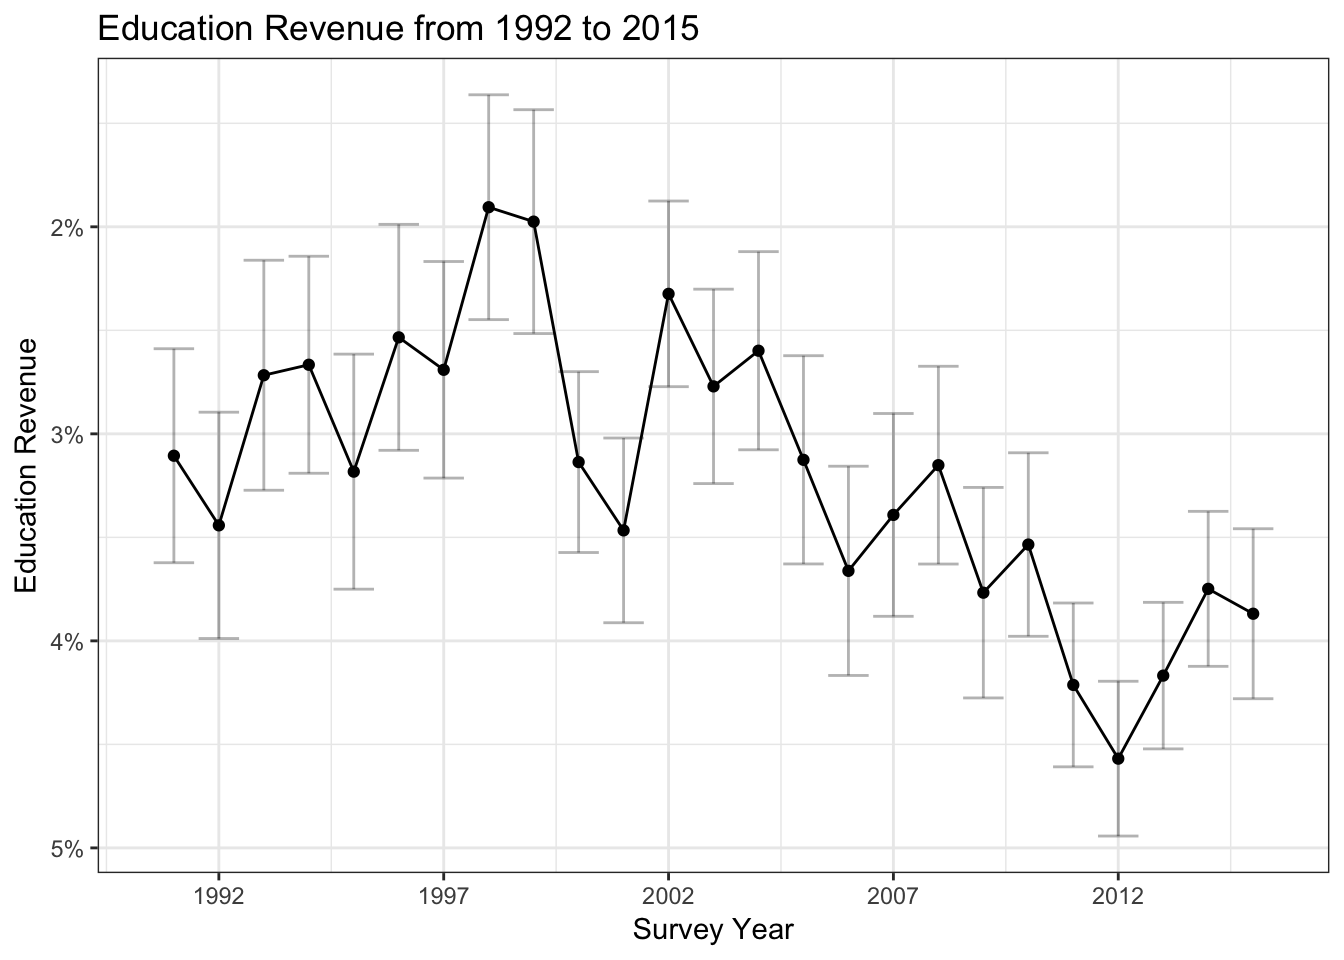 Education Revenue from 1992 to 2015
Education Revenue
2%
3%
4%
5%
1992 1997 2002 2007 2012
Survey Year